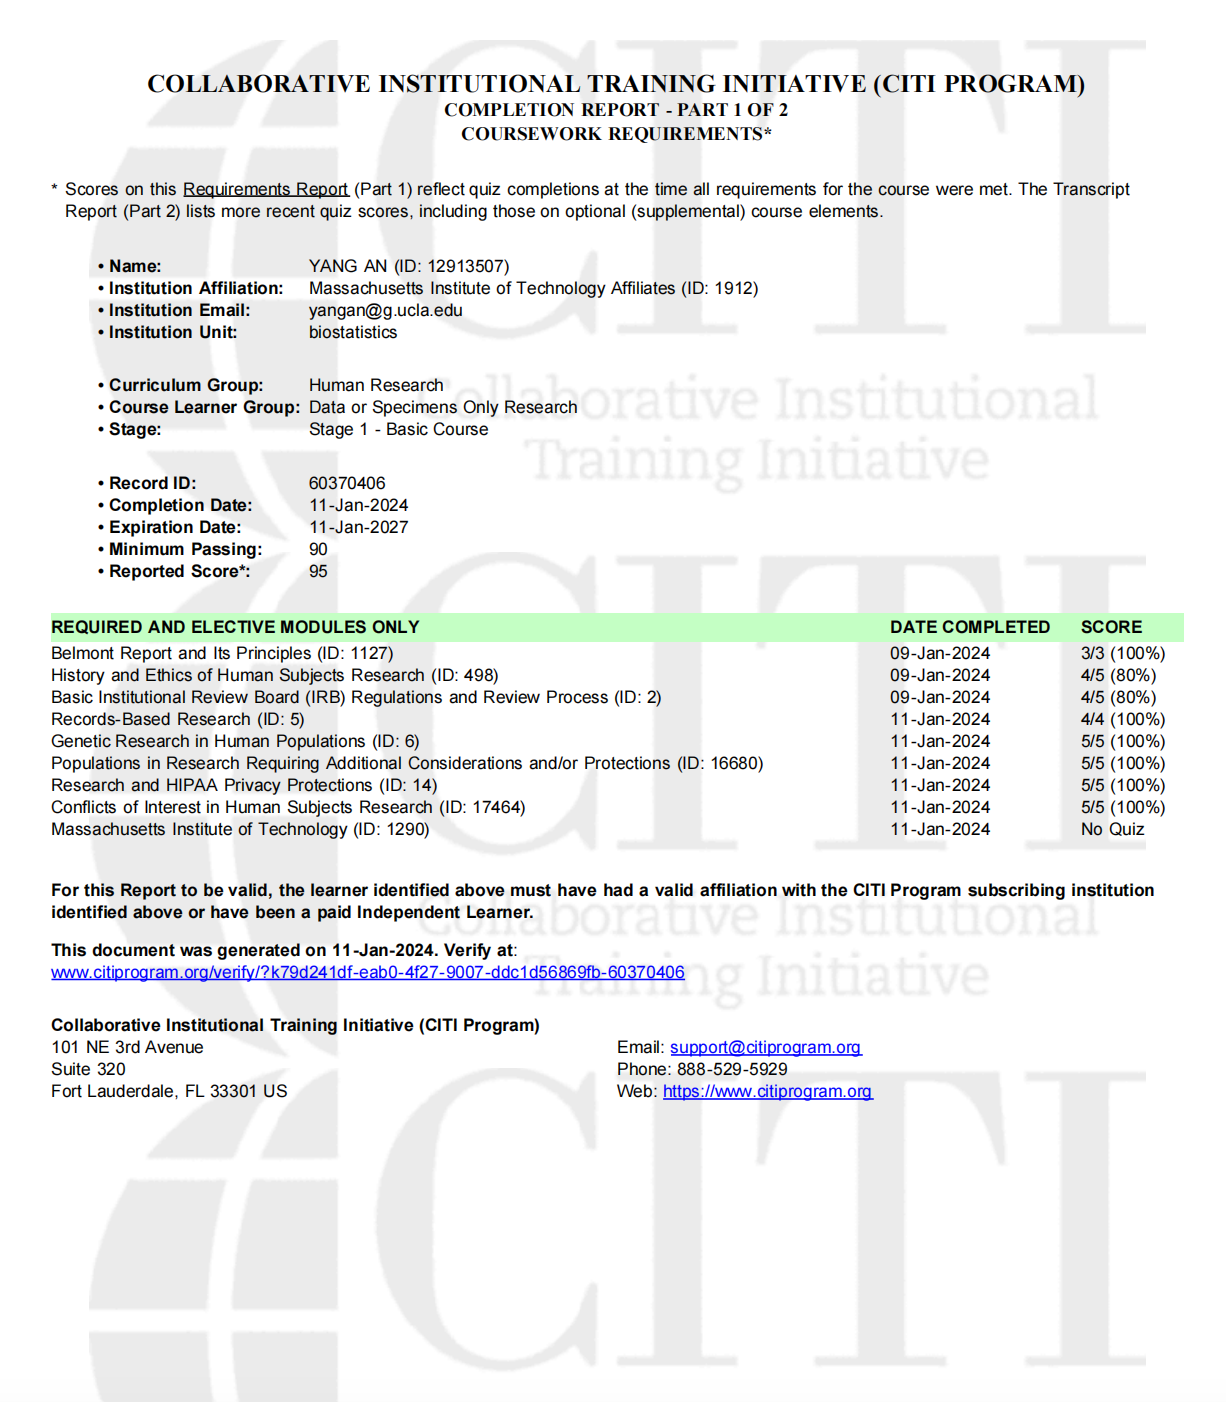 COLLABORATIVE INSTITUTIONAL TRAINING INITIATIVE (CITI PROGRAM)
COMPLETION REPORT - PART 1 OF 2
COURSEWORK REQUIREMENTS*
* Scores on this Requirements Report (Part 1) reflect quiz completions at the time all requirements for the course were met. The Transcript
Report (Part 2) lists more recent quiz scores, including those on optional (supplemental) course elements.
• Name: YANG AN (ID: 12913507)
• Institution Affiliation: Massachusetts Institute of Technology Affiliates (ID: 1912)
• Institution Email: yangan@g.ucla.edu
• Institution Unit: biostatistics
• Curriculum Group: Human Research
• Course Learner Group: Data or Specimens Only Research
• Stage: Stage 1 - Basic Course
• Record ID: 60370406
• Completion Date: 11-Jan-2024
• Expiration Date: 11-Jan-2027
• Minimum Passing: 90
• Reported Score*: 95
REQUIRED AND ELECTIVE MODULES ONLY DATE COMPLETED SCORE
Belmont Report and Its Principles (ID: 1127) 09-Jan-2024 3/3 (100%)
History and Ethics of Human Subjects Research (ID: 498) 09-Jan-2024 4/5 (80%)
Basic Institutional Review Board (IRB) Regulations and Review Process (ID: 2) 09-Jan-2024 4/5 (80%)
Records-Based Research (ID: 5) 11-Jan-2024 4/4 (100%)
Genetic Research in Human Populations (ID: 6) 11-Jan-2024 5/5 (100%)
Populations in Research Requiring Additional Considerations and/or Protections (ID: 16680) 11-Jan-2024 5/5 (100%)
Research and HIPAA Privacy Protections (ID: 14) 11-Jan-2024 5/5 (100%)
Conflicts of Interest in Human Subjects Research (ID: 17464) 11-Jan-2024 5/5 (100%)
Massachusetts Institute of Technology (ID: 1290) 11-Jan-2024 No Quiz
For this Report to be valid, the learner identified above must have had a valid affiliation with the CITI Program subscribing institution
identified above or have been a paid Independent Learner.
This document was generated on 11-Jan-2024. Verify at:
www.citiprogram.org/verify/?k79d241df-eab0-4f27-9007-ddc1d56869fb-60370406
Collaborative Institutional Training Initiative (CITI Program)
101 NE 3rd Avenue
Suite 320
Fort Lauderdale, FL 33301 US
Email: support@citiprogram.org
Phone: 888-529-5929
Web: https://www.citiprogram.org
CITI
Collaborative Institutional
Training Initiative
CITI
Collaborative Institutional
Training Initiative
CITI